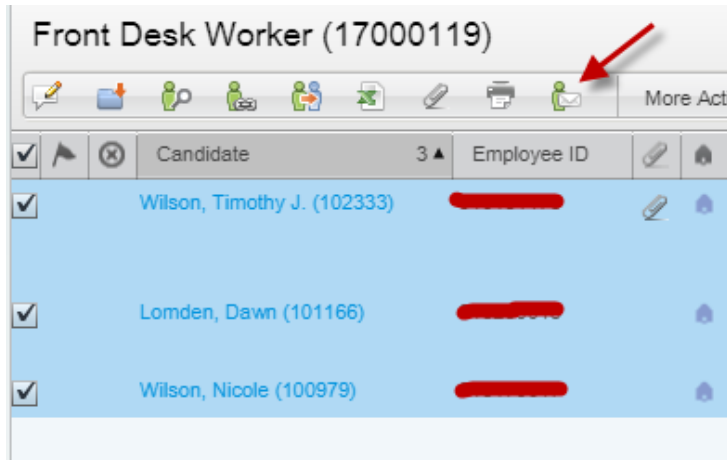 Front Desk Worker (17000119)
More Act
Candidate 3 Employee ID
Wilson, Timothy J. (102333)
Lomden, Dawn (101166)
Wilson, Nicole (100979)